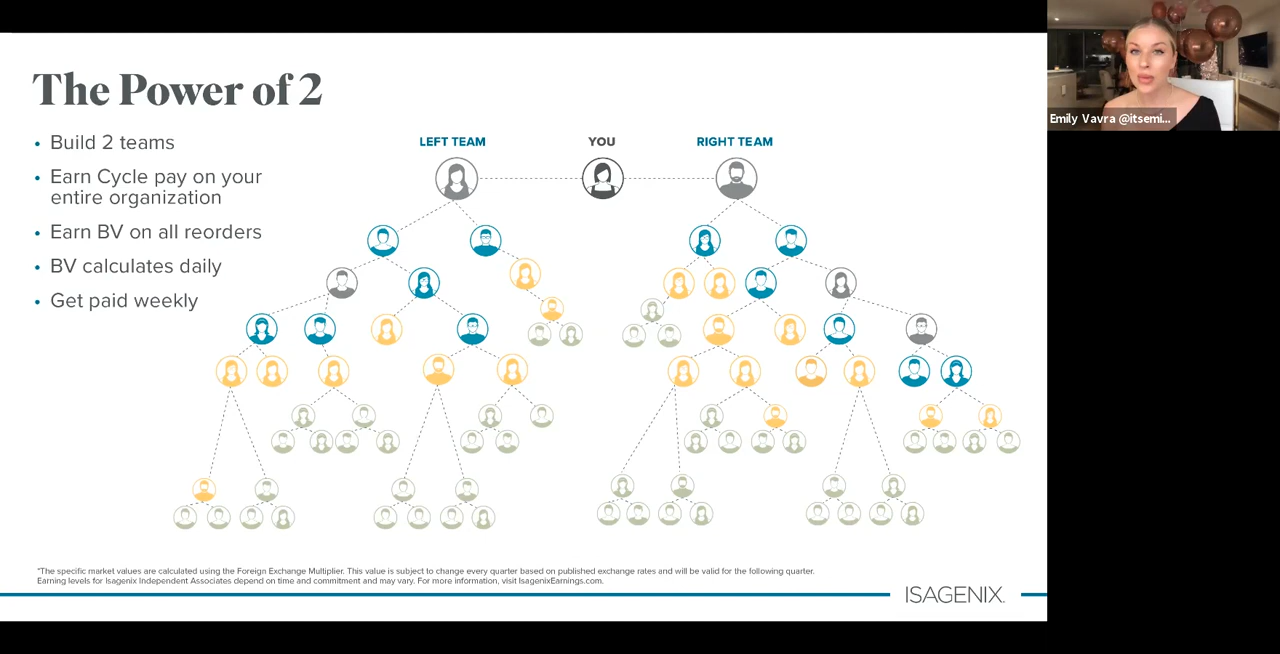 The Power of 2
• Build 2 teams
• Earn Cycle pay on your
entire organization
• Earn BV on all reorders
• BV calculates daily
• Get paid weekly
LEFT TEAM
YOU
RIGHT TEAM
Emily Vavra @itsemi...
*The specific market values are calculated using the Foreign Exchange Multiplier. This value is subject to change every quarter based on published exchange rates and will be valid for the following quarter.
Earning levels for Isagenix Independent Associates depend on time and commitment and may vary. For more information, visit IsagenixEarnings.com.
ISAGENIX.